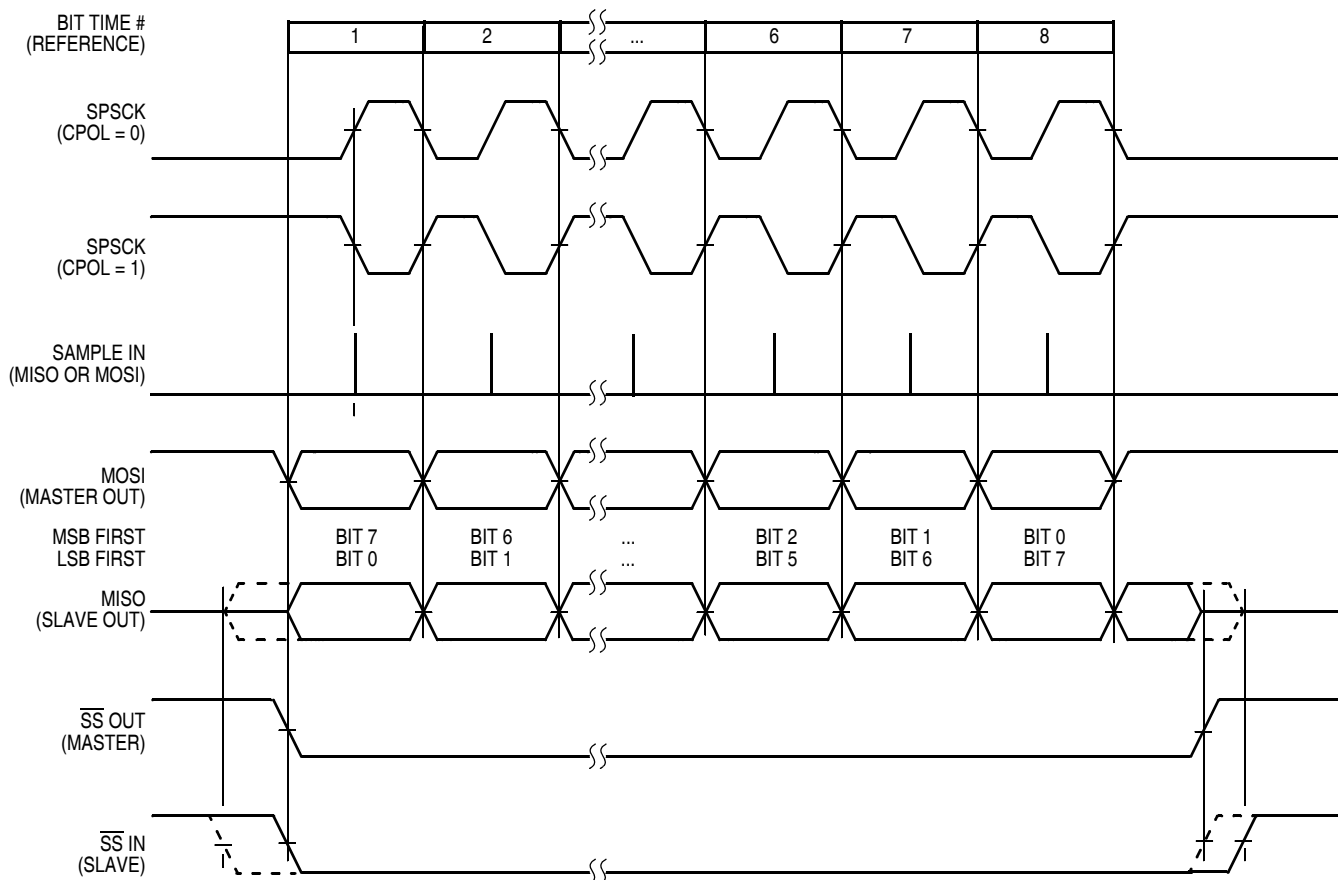 BIT TIME #
(REFERENCE)
1 2 ... 6 7 8
SPSCK
(CPOL = 0)
SPSCK
(CPOL = 1)
SAMPLE IN
(MISO OR MOSI)
MOSI
(MASTER OUT)
MSB FIRST BIT 7 BIT 6 ... BIT 2 BIT 1 BIT 0
LSB FIRST BIT 0 BIT 1 ... BIT 5 BIT 6 BIT 7
MISO
(SLAVE OUT)
S̅S̅ OUT
(MASTER)
S̅S̅ IN
(SLAVE)